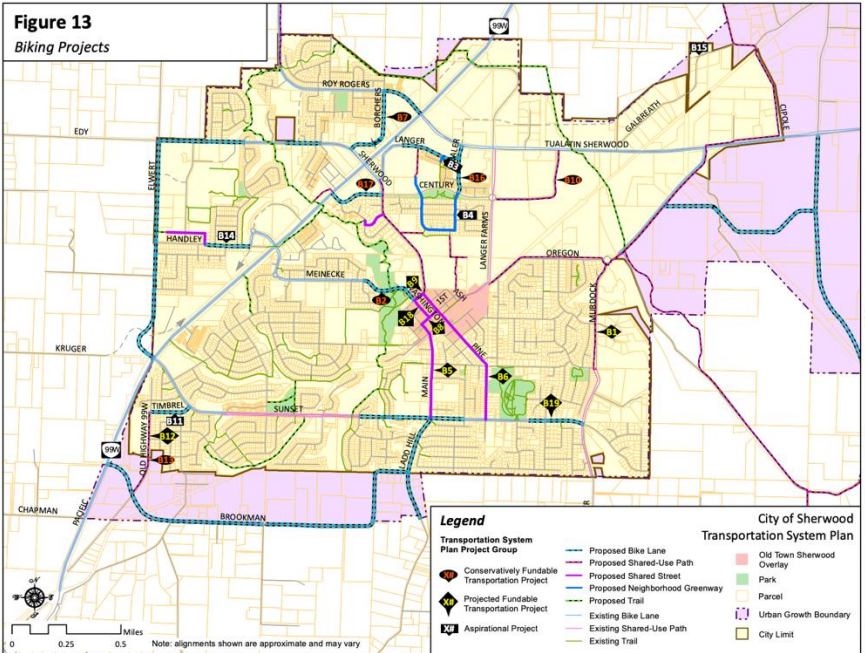 Figure 13
Biking Projects
99W
B15
ROY ROGERS
BORCHERS
B7
GALBREATH
CIPOLE
EDY
LANGER
TUALATIN SHERWOOD
SHERWOOD
B3
ELWERT
B17
CENTURY
B16
B10
B4
LANGER FARMS
HANDLEY
B14
OREGON
MEINECKE
B9
1ST
ASH
B2
B18
B8
MURDOCK
B1
KRUGER
PINE
B5
B6
MAIN
TIMBREL
SUNSET
B19
B11
OLD HIGHWAY 99W
B12
LADD HILL
99W
B13
CHAPMAN
PACIFIC
BROOKMAN
Legend
City of Sherwood
Transportation System Plan
Transportation System
Plan Project Group
X# Conservatively Fundable
Transportation Project
X# Projected Fundable
Transportation Project
X# Aspirational Project
Proposed Bike Lane
Proposed Shared-Use Path
Proposed Shared Street
Proposed Neighborhood Greenway
Proposed Trail
Existing Bike Lane
Existing Shared-Use Path
Existing Trail
Old Town Sherwood
Overlay
Park
Parcel
Urban Growth Boundary
City Limit
0 0.25 0.5
Miles
Note: alignments shown are approximate and may vary